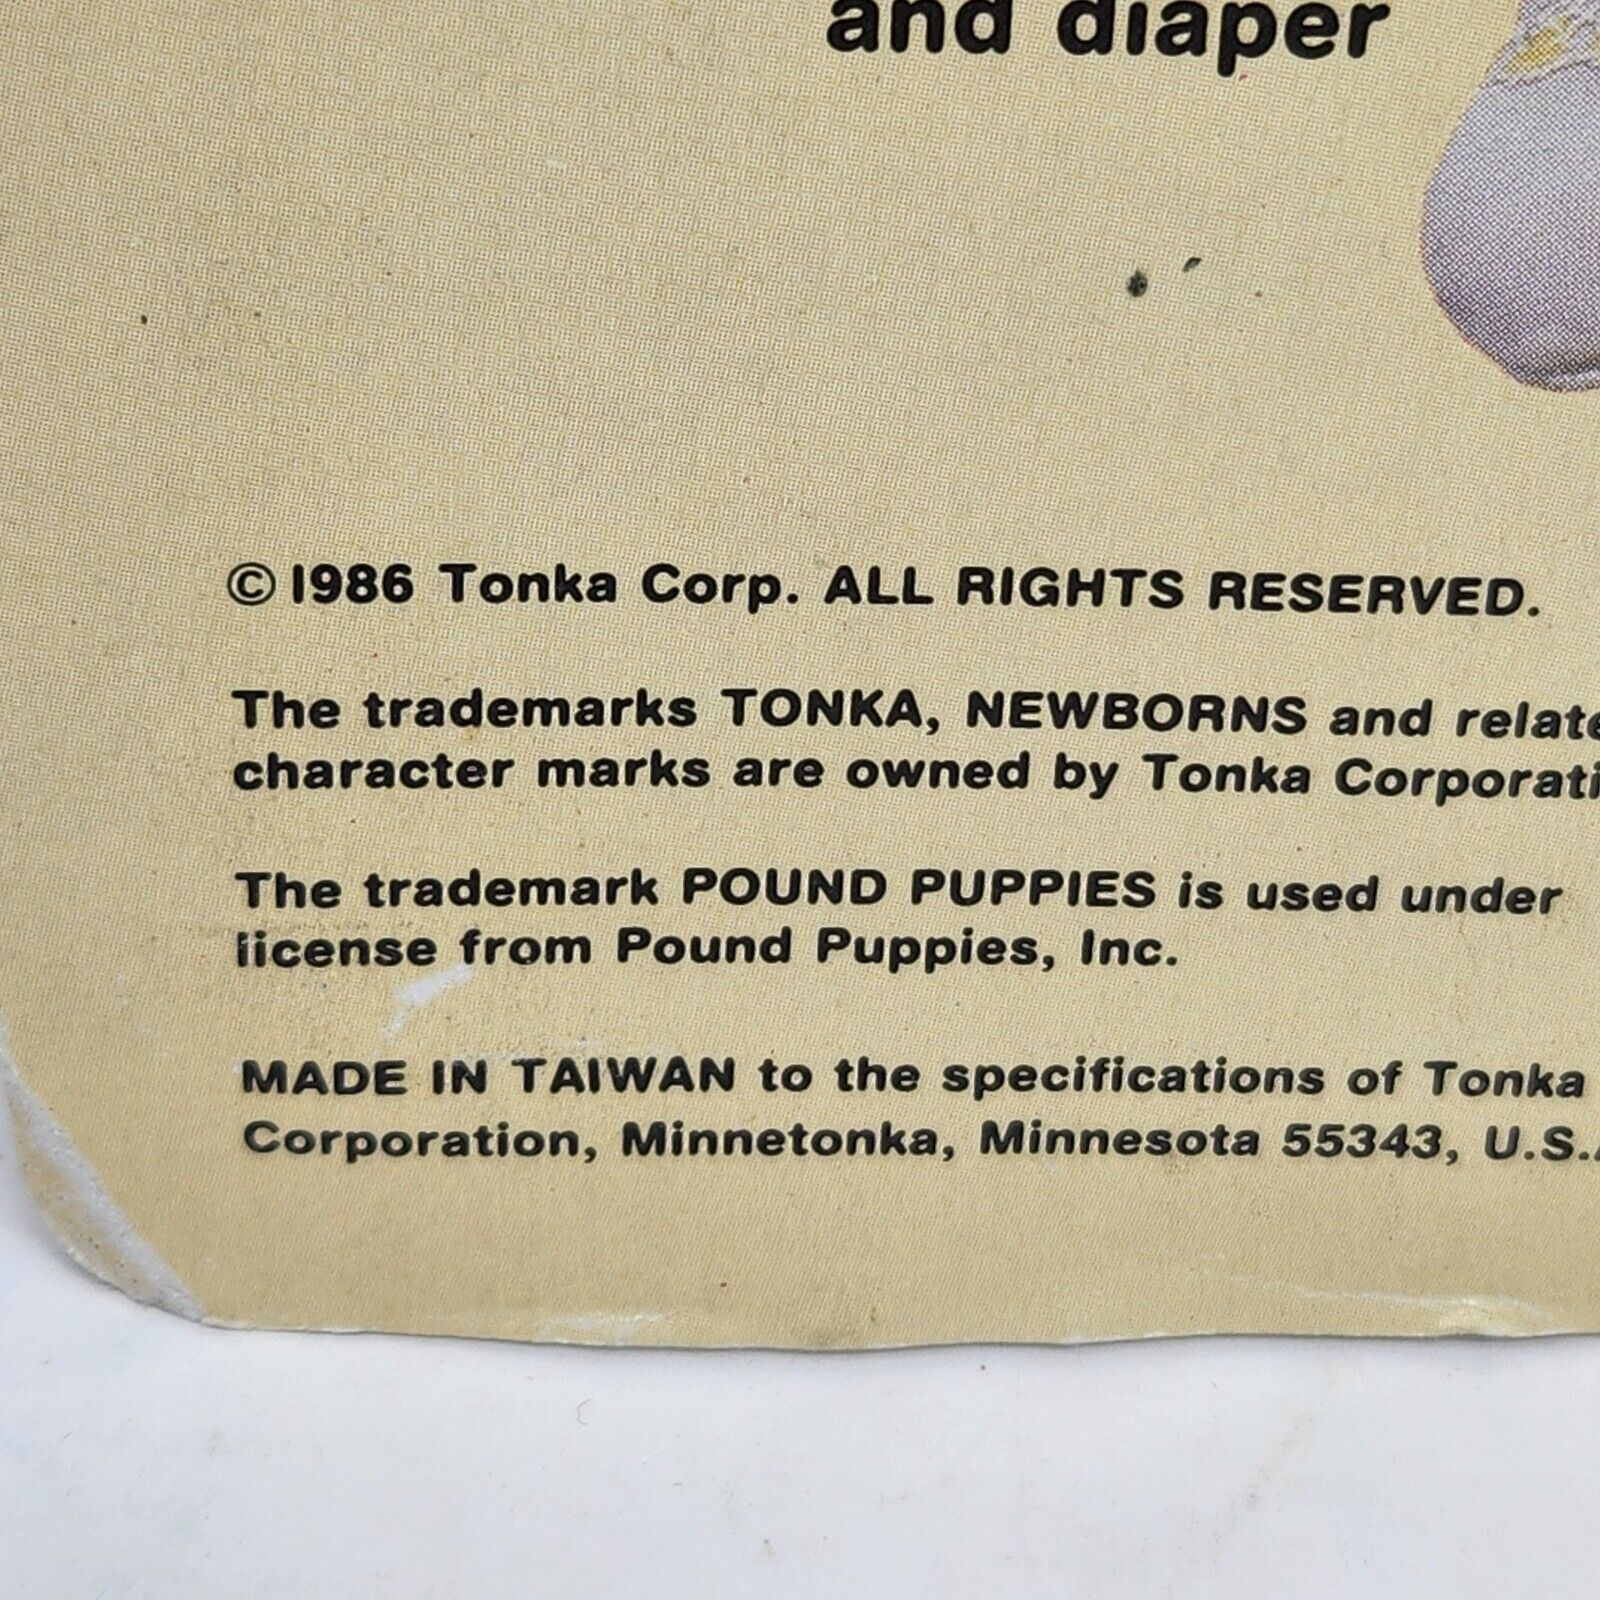 and diaper
©1986 Tonka Corp. ALL RIGHTS RESERVED.
The trademarks TONKA, NEWBORNS and relate
character marks are owned by Tonka Corporati
The trademark POUND PUPPIES is used under
license from Pound Puppies, Inc.
MADE IN TAIWAN to the specifications of Tonka
Corporation, Minnetonka, Minnesota 55343, U.S.